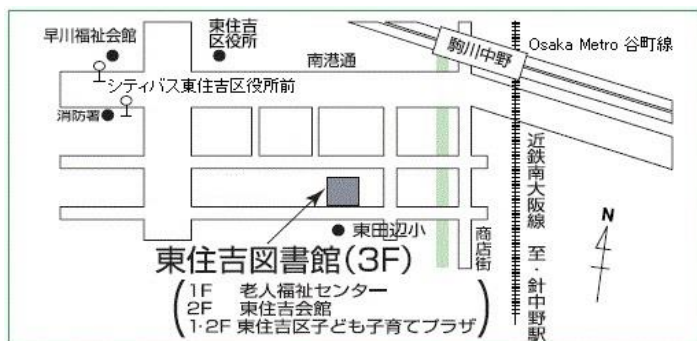 早川福祉会館
東住吉
区役所
南港通
駒川中野
Osaka Metro 谷町線
シティバス東住吉区役所前
消防署
東田辺小
商店街
近鉄南大阪線 至・針中野駅
N
東住吉図書館(3F)
1F 老人福祉センター
2F 東住吉会館
1・2F 東住吉区子ども子育てプラザ